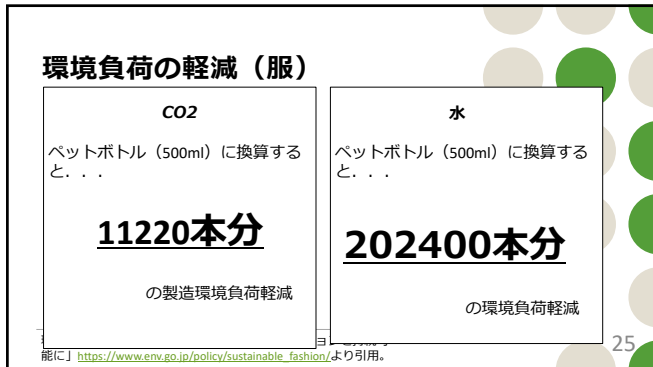 環境負荷の軽減（服）
CO2
ペットボトル（500ml）に換算する
と．．．
11220本分
の製造環境負荷軽減
水
ペットボトル（500ml）に換算する
と．．．
202400本分
の環境負荷軽減
能に」https://www.env.go.jp/policy/sustainable_fashion/より引用。
25